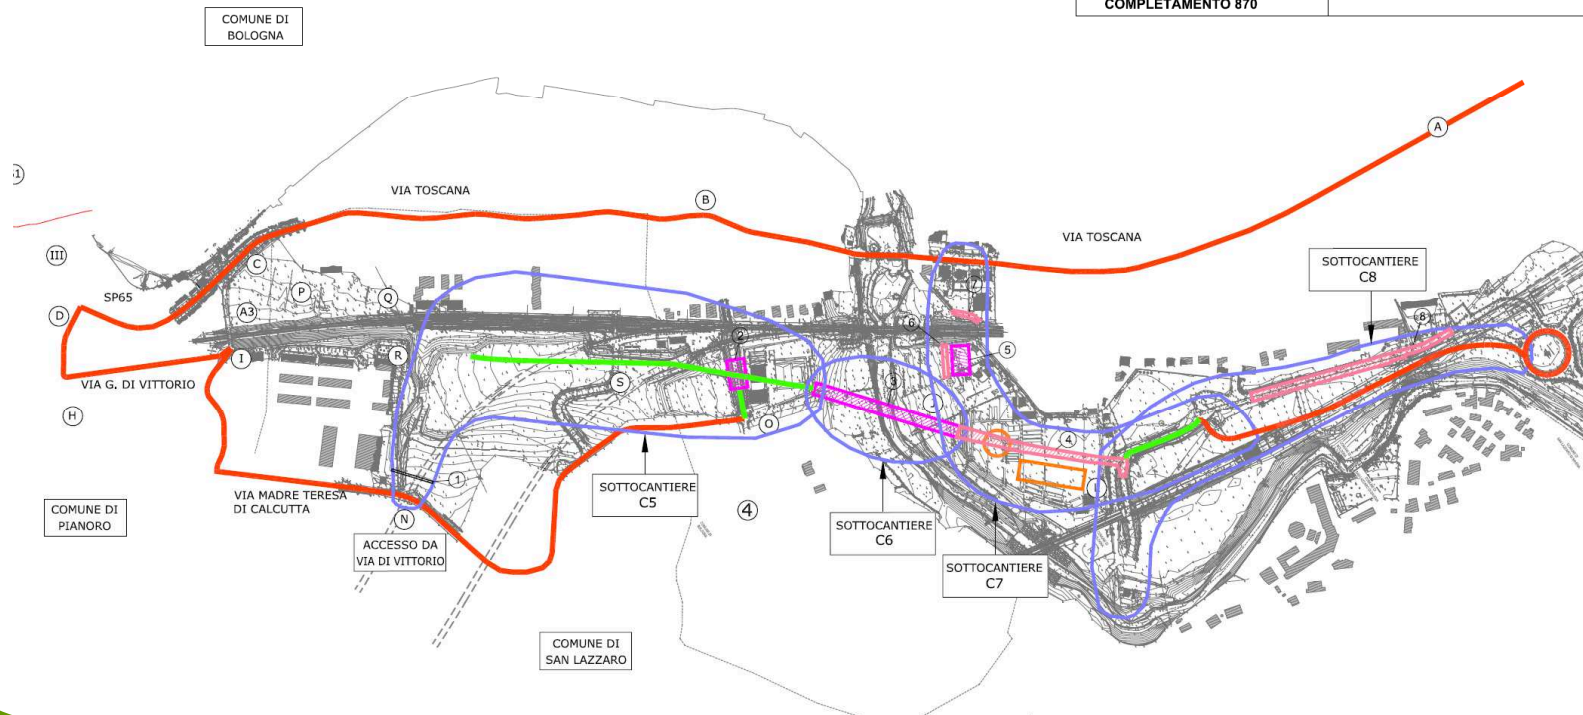 COMPLETAMENTO 870
COMUNE DI
BOLOGNA
A
VIA TOSCANA
B
VIA TOSCANA
III
C
SP65
P
Q
A3
D
I
R
VIA G. DI VITTORIO
H
SOTTOCANTIERE
C8
7
6
5
8
2
3
S
O
4
L
1
N
VIA MADRE TERESA
DI CALCUTTA
COMUNE DI
PIANORO
ACCESSO DA
VIA DI VITTORIO
SOTTOCANTIERE
C5
4
SOTTOCANTIERE
C6
SOTTOCANTIERE
C7
COMUNE DI
SAN LAZZARO